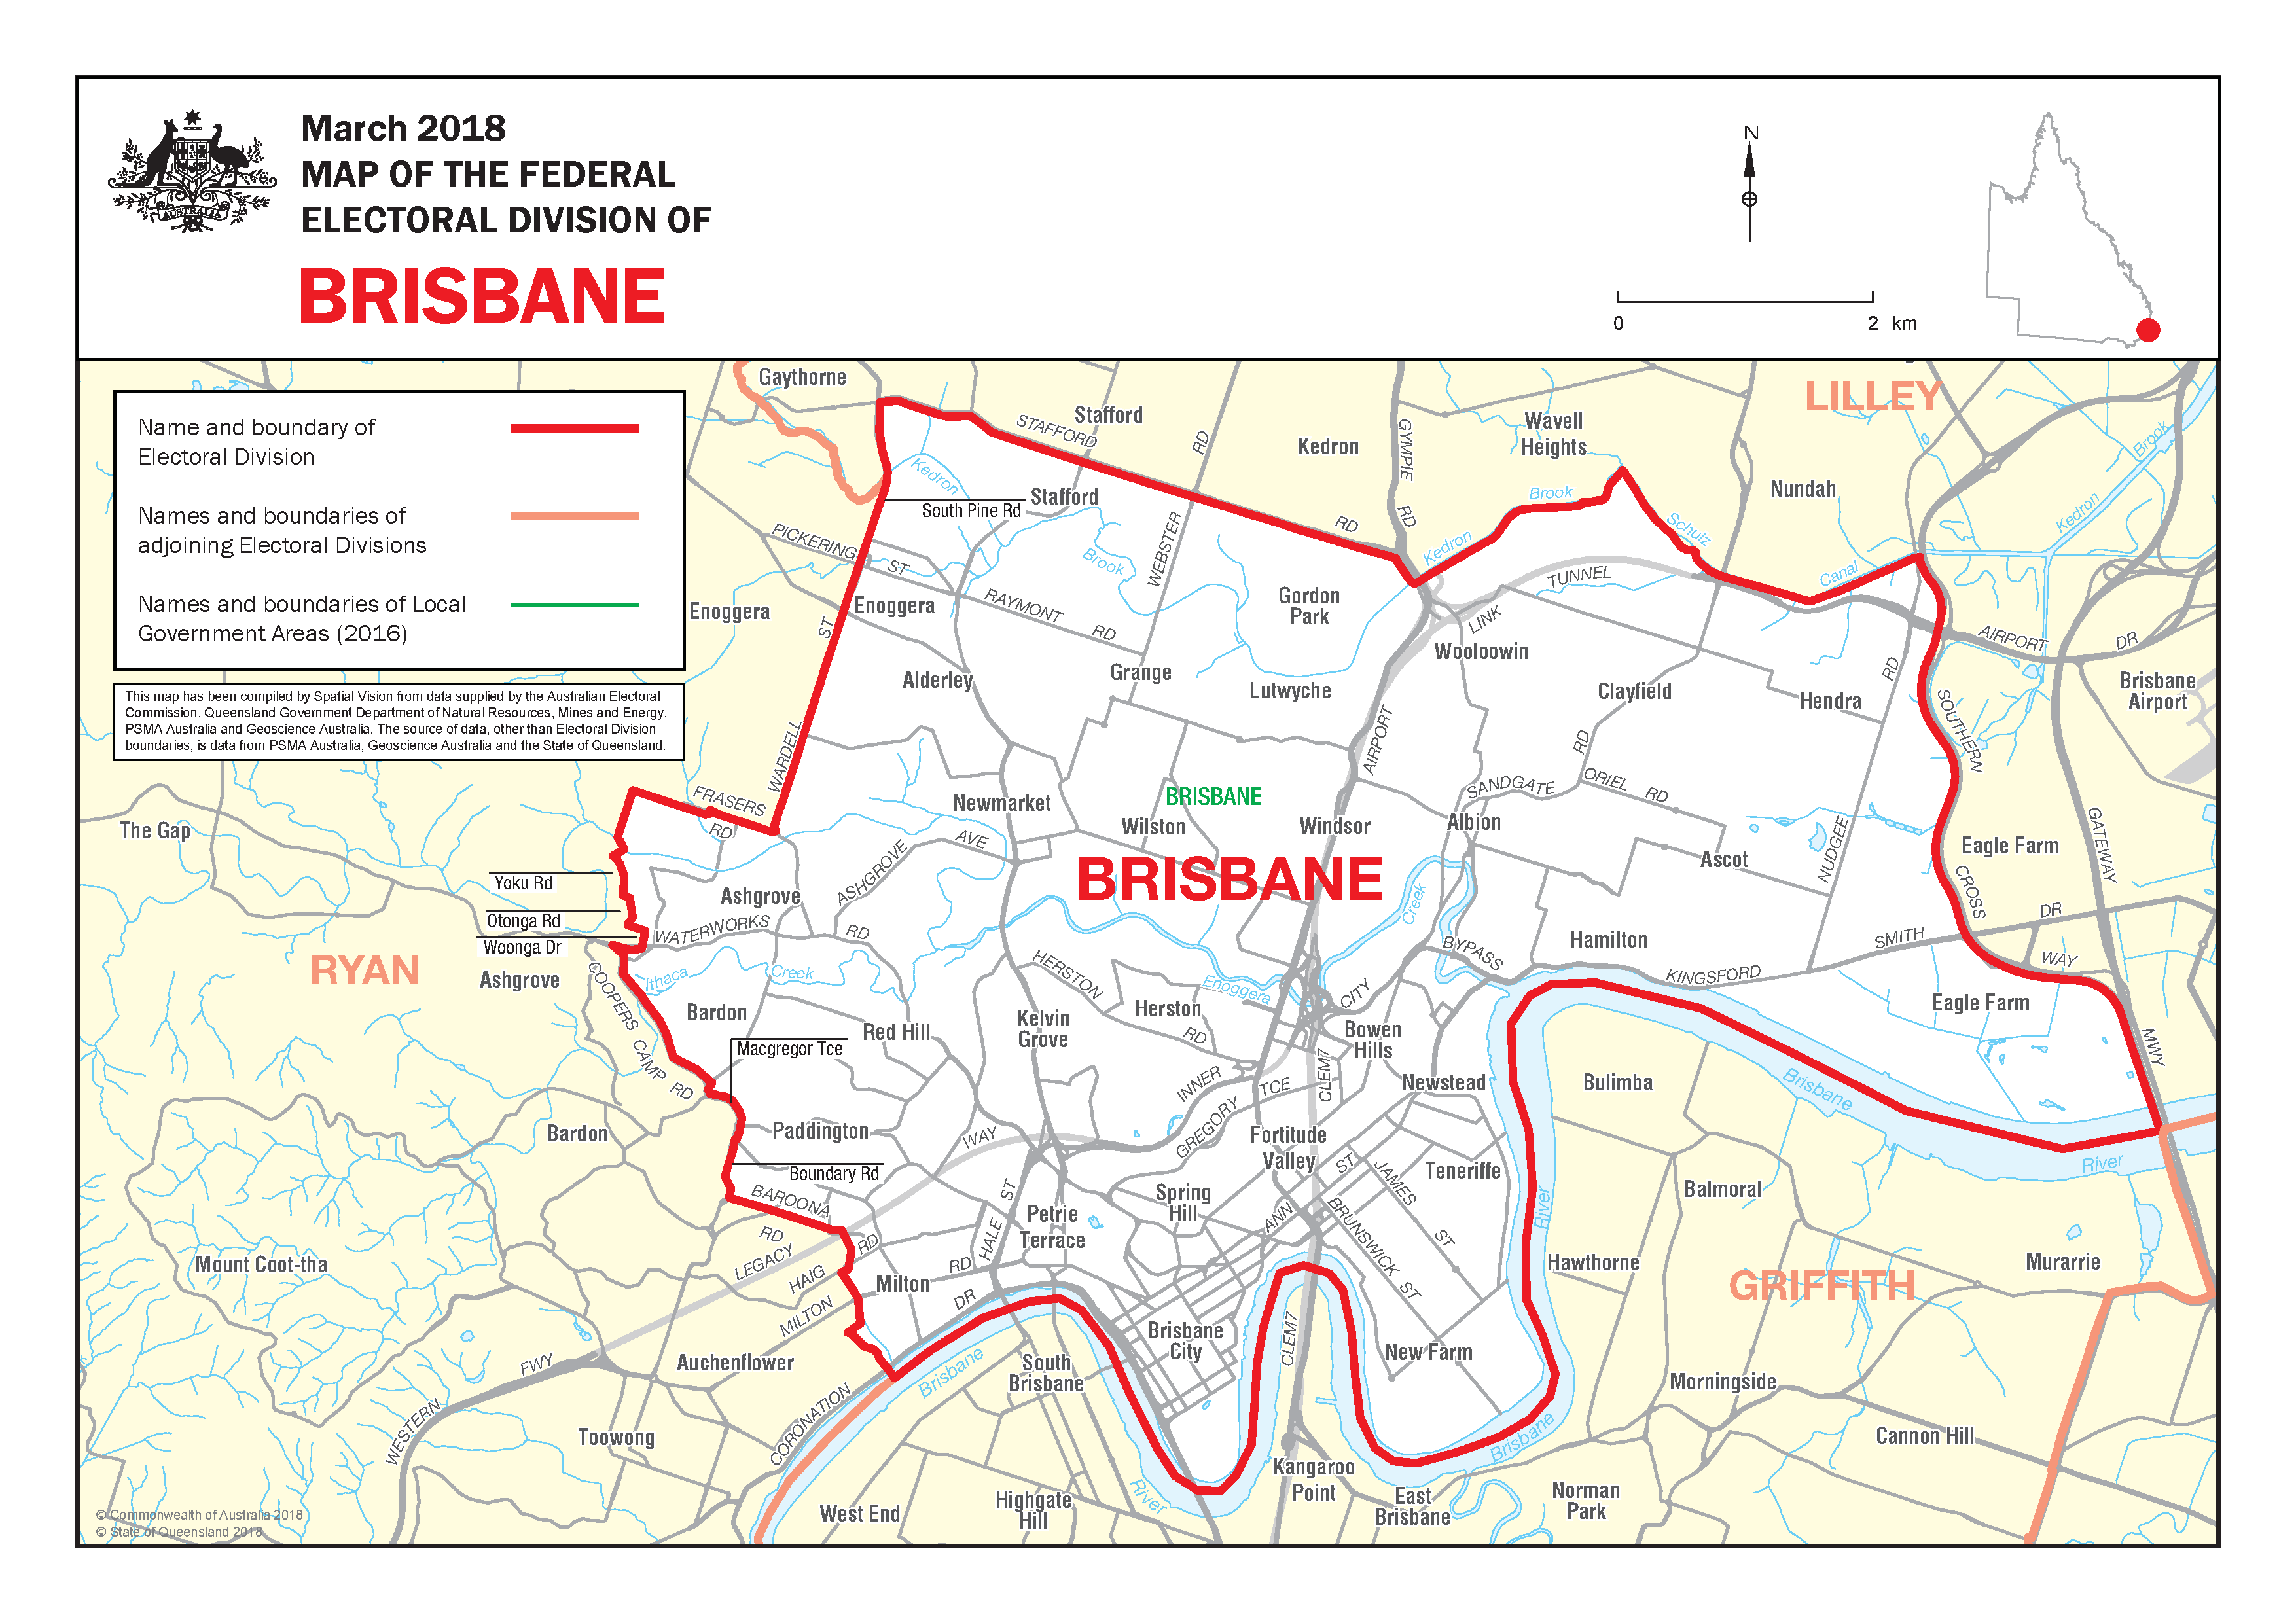 AUSTRALIA
March 2018
MAP OF THE FEDERAL
ELECTORAL DIVISION OF
BRISBANE
N
0
2 km
Name and boundary of
Electoral Division
Names and boundaries of
adjoining Electoral Divisions
Names and boundaries of Local
Government Areas (2016)
This map has been compiled by Spatial Vision from data supplied by the Australian Electoral
Commission, Queensland Government Department of Natural Resources, Mines and Energy,
PSMA Australia and Geoscience Australia. The source of data, other than Electoral Division
boundaries, is data from PSMA Australia, Geoscience Australia and the State of Queensland.
Gaythorne
LILLEY
Stafford
STAFFORD
RD
Kedron
GYMPIE
RD
Wavell
Heights
Brook
Kedron
Stafford
South Pine Rd
Brook
Nundah
Kedron
PICKERING
ST
WEBSTER
RD
RD
Kedron
Schulz
Canal
TUNNEL
Enoggera
Enoggera
RAYMONT
RD
Gordon
Park
LINK
Wooloowin
AIRPORT
DR
ST
Alderley
Grange
Lutwyche
Clayfield
Hendra
RD
Brisbane
Airport
SOUTHERN
WARDELL
FRASERS
RD
AIRPORT
RD
Newmarket
BRISBANE
SANDGATE
ORIEL
RD
The Gap
Wilston
Windsor
Albion
AVE
Eagle Farm
GATEWAY
BRISBANE
Ascot
NUDGEE
Yoku Rd
Ashgrove
ASHGROVE
Creek
CROSS
Otonga Rd
Woonga Dr
WATERWORKS
RD
BYPASS
Hamilton
SMITH
DR
RYAN
Ashgrove
COOPERS
CAMP
RD
Ithaca
Creek
HERSTON
RD
Enoggera
CITY
KINGSFORD
WAY
Bardon
Red Hill
Kelvin
Grove
Herston
Bowen
Hills
Eagle Farm
MWY
Macgregor Tce
INNER
TCE
CLEM7
Newstead
Bulimba
Brisbane
Bardon
Paddington
WAY
GREGORY
Fortitude
Valley
ST
JAMES
ST
Teneriffe
River
Boundary Rd
BAROONA
RD
ST
HALE
Spring
Hill
Petrie
Terrace
ANN
BRUNSWICK
ST
River
Balmoral
Mount Coot-tha
LEGACY
HAIG
RD
Milton
RD
DR
MILTON
Hawthorne
GRIFFITH
Murarrie
Brisbane
City
CLEM7
New Farm
FWY
Auchenflower
Brisbane
South
Brisbane
Morningside
WESTERN
Toowong
CORONATION
Brisbane
Cannon Hill
Kangaroo
Point
West End
Highgate
Hill
River
East
Brisbane
Norman
Park
© Commonwealth of Australia 2018
© State of Queensland 2018